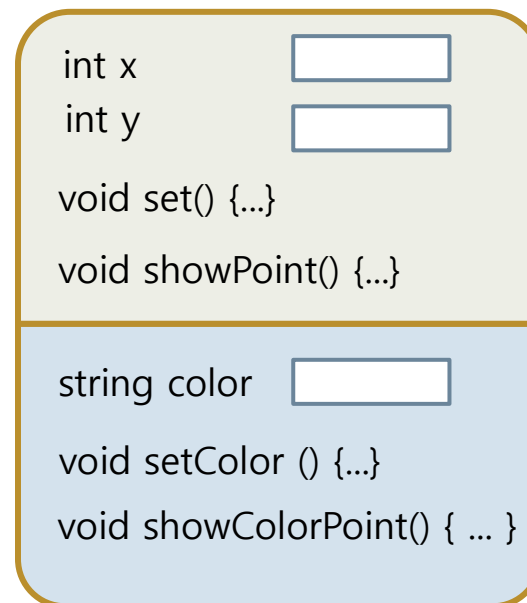 int x
int y
void set() {...}
void showPoint() {...}
string color
void setColor () {...}
void showColorPoint() { ... }